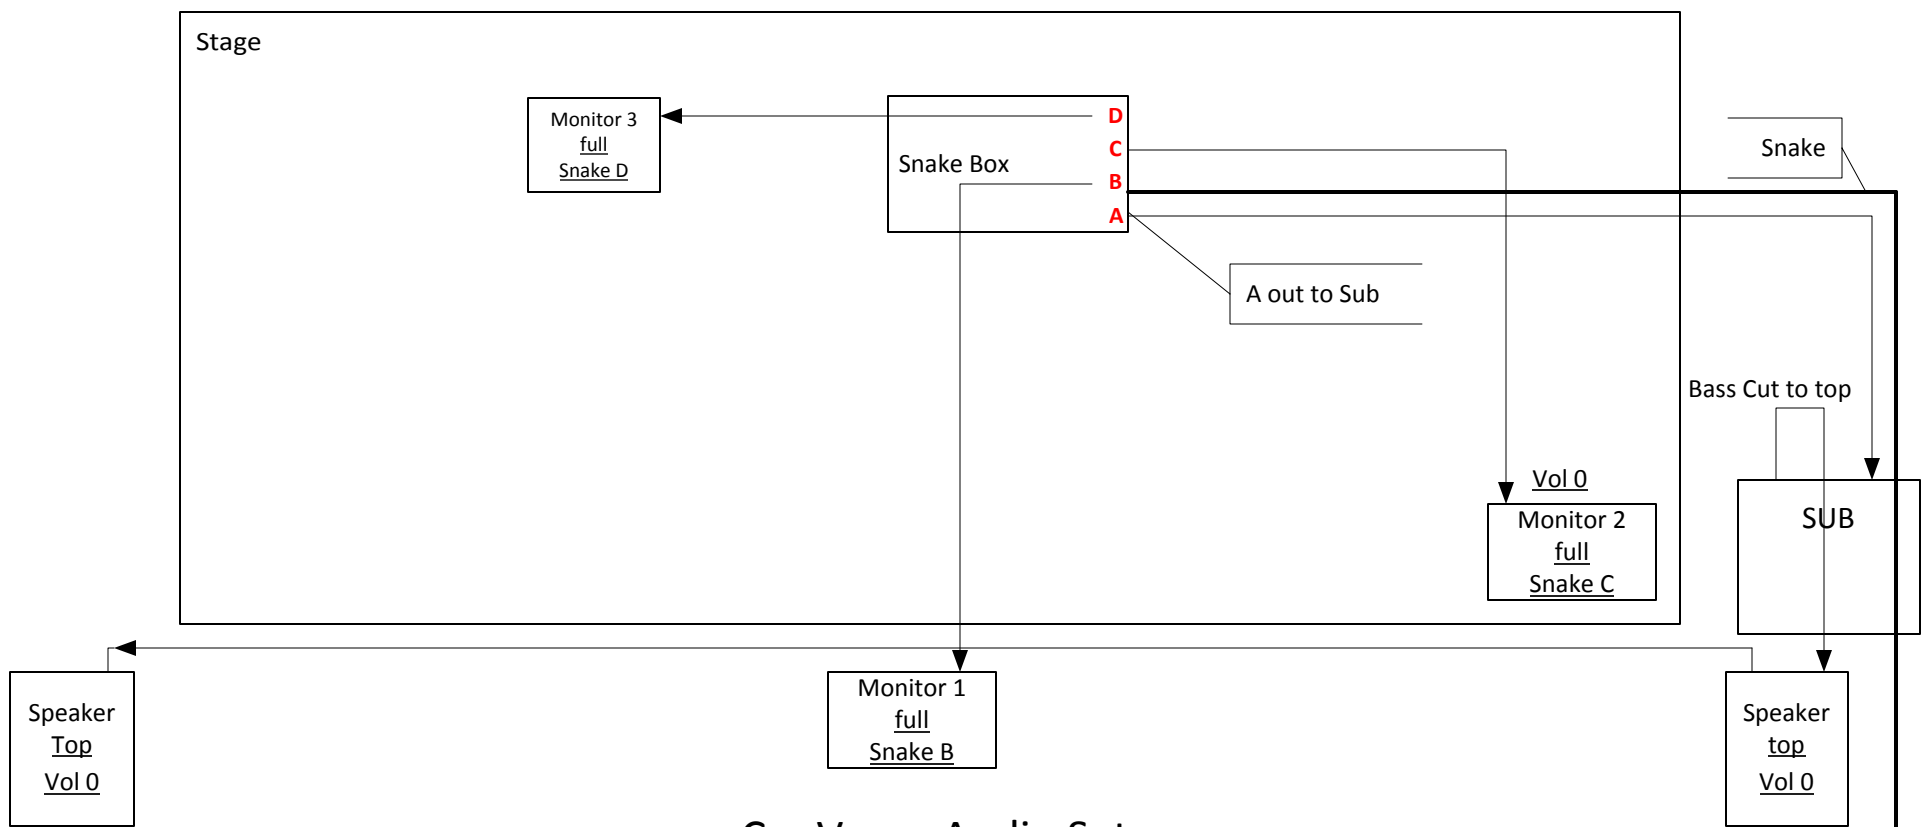 Stage
Monitor 3
full
Snake D
Snake Box
D
C
B
A
Snake
A out to Sub
Bass Cut to top
Vol 0
Monitor 2
full
Snake C
SUB
Speaker
Top
Vol 0
Monitor 1
full
Snake B
Speaker
top
Vol 0